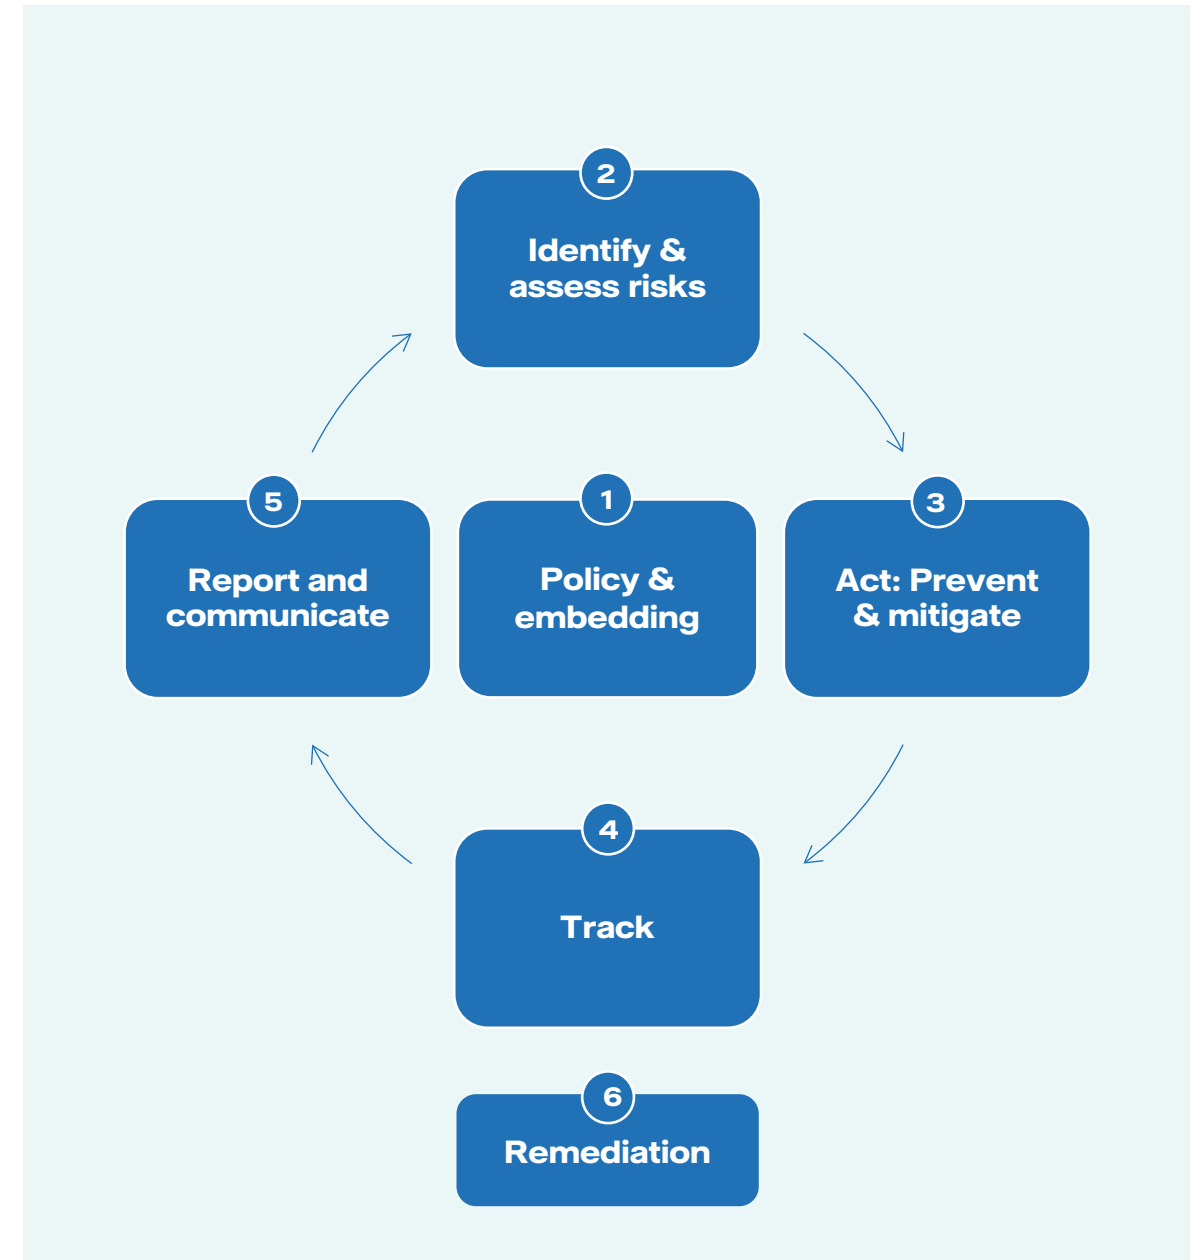 2
Identify &
assess risks
5
Report and
communicate
1
Policy &
embedding
3
Act: Prevent
& mitigate
4
Track
6
Remediation